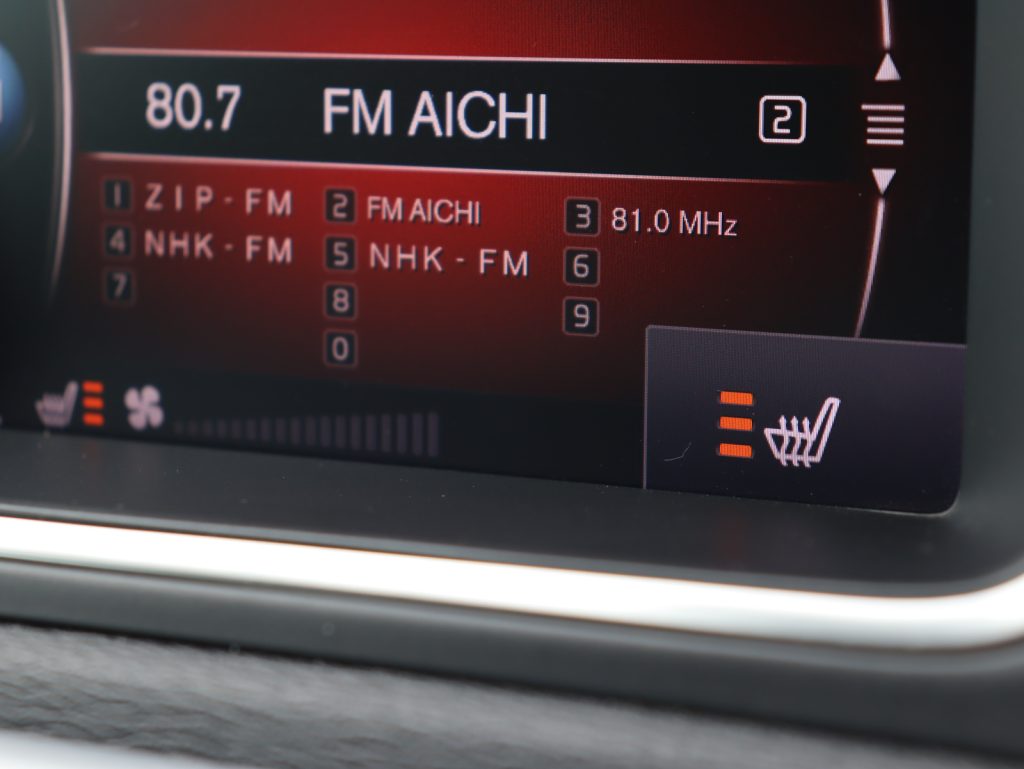 80.7 FM AICHI 2
1 ZIP-FM 2 FM AICHI 3 81.0 MHz
4 NHK-FM 5 NHK-FM 6
7 8 9
0